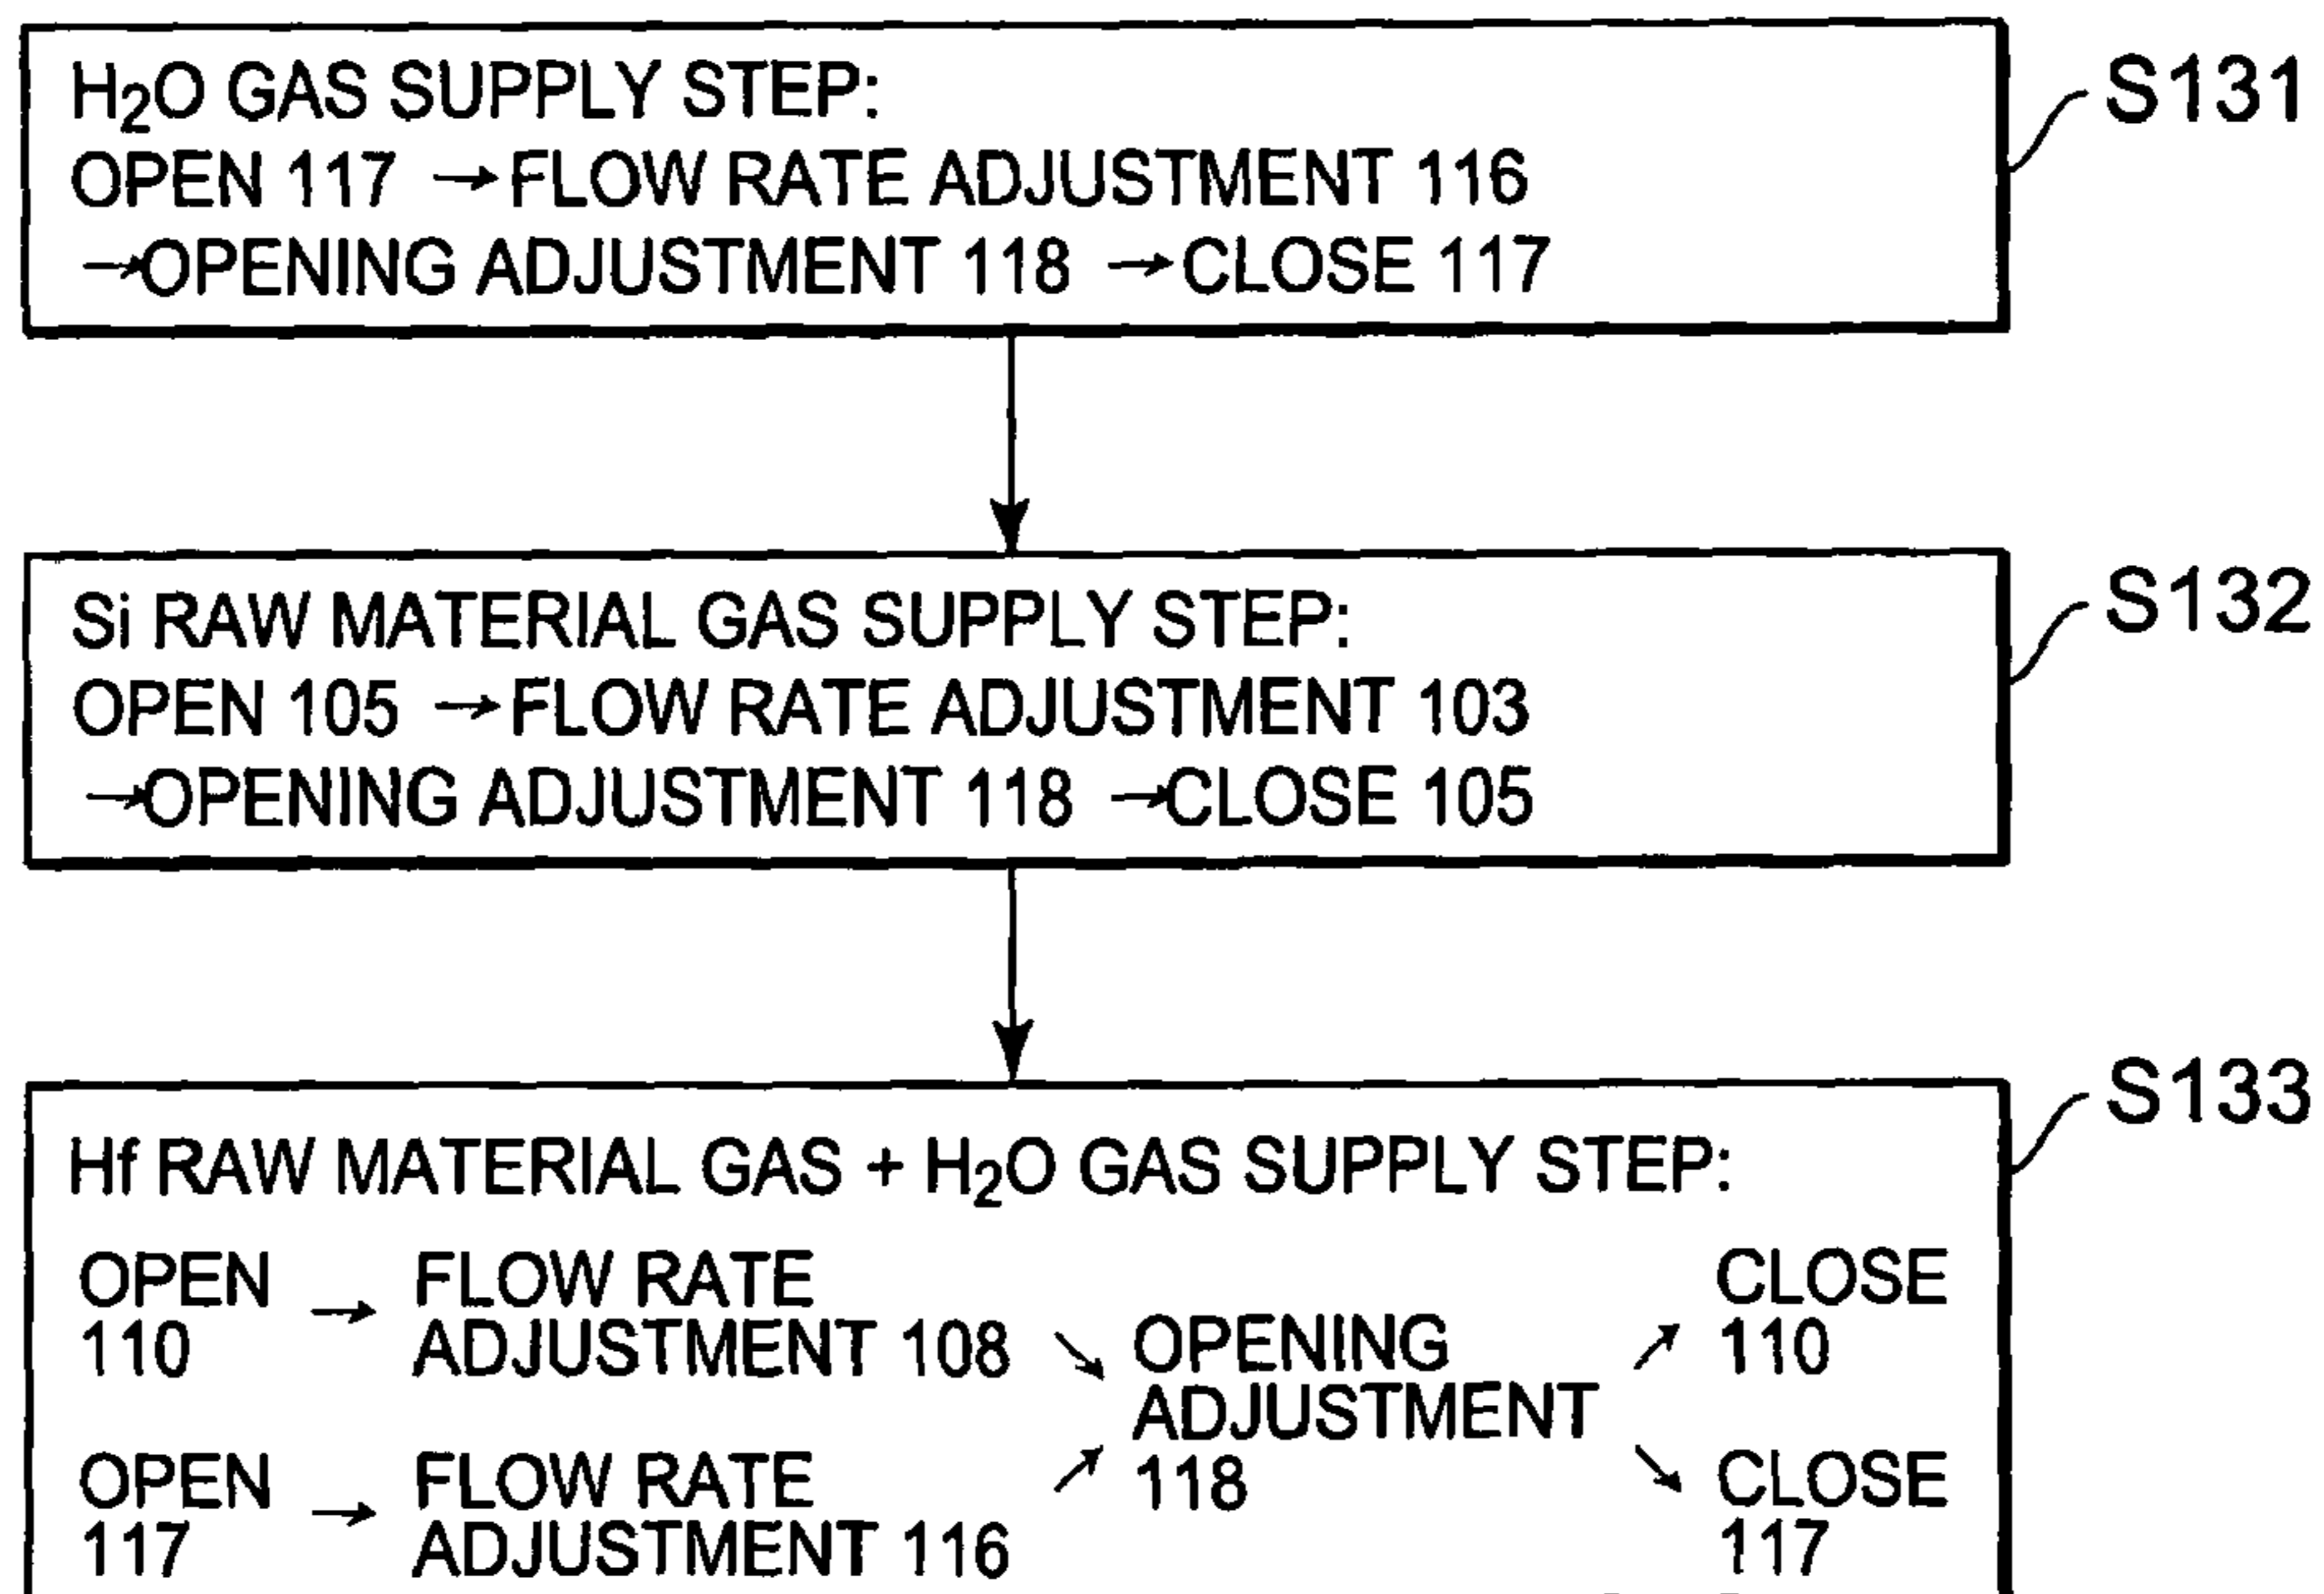 H₂O GAS SUPPLY STEP:
OPEN 117 → FLOW RATE ADJUSTMENT 116
→OPENING ADJUSTMENT 118 → CLOSE 117
S131
Si RAW MATERIAL GAS SUPPLY STEP:
OPEN 105 → FLOW RATE ADJUSTMENT 103
→OPENING ADJUSTMENT 118 →CLOSE 105
S132
Hf RAW MATERIAL GAS + H₂O GAS SUPPLY STEP:
S133
OPEN
110
→
FLOW RATE
ADJUSTMENT 108
↘
OPEN
117
→
FLOW RATE
ADJUSTMENT 116
↗
OPENING
ADJUSTMENT
118
↗
CLOSE
110
↘
CLOSE
117